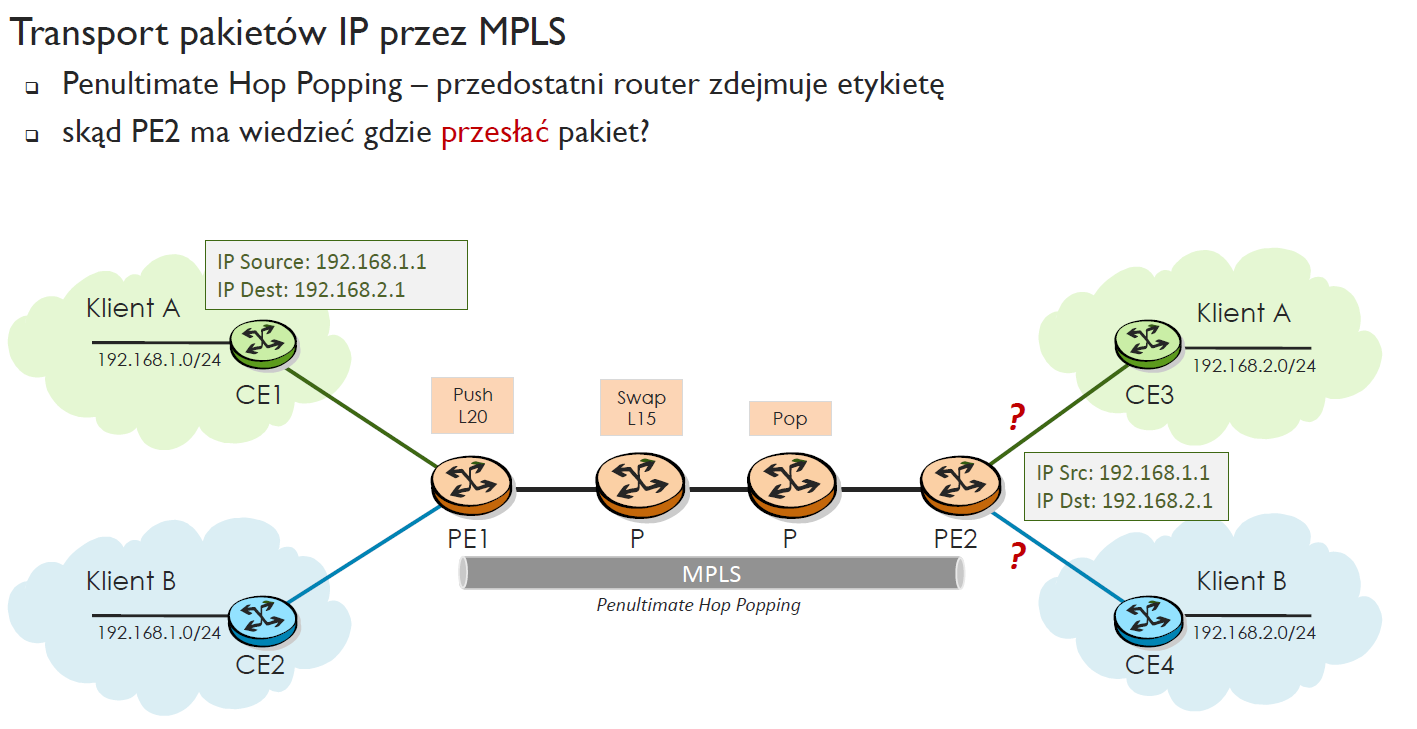 Transport pakietów IP przez MPLS
Penultimate Hop Popping – przedostatni router zdejmuje etykietę
skąd PE2 ma wiedzieć gdzie przesłać pakiet?
IP Source: 192.168.1.1
IP Dest: 192.168.2.1
Klient A
192.168.1.0/24
CE1
Klient A
192.168.2.0/24
CE3
Push
L20
Swap
L15
Pop
?
IP Src: 192.168.1.1
IP Dst: 192.168.2.1
PE1
P
P
PE2
?
MPLS
Penultimate Hop Popping
Klient B
192.168.1.0/24
CE2
Klient B
192.168.2.0/24
CE4